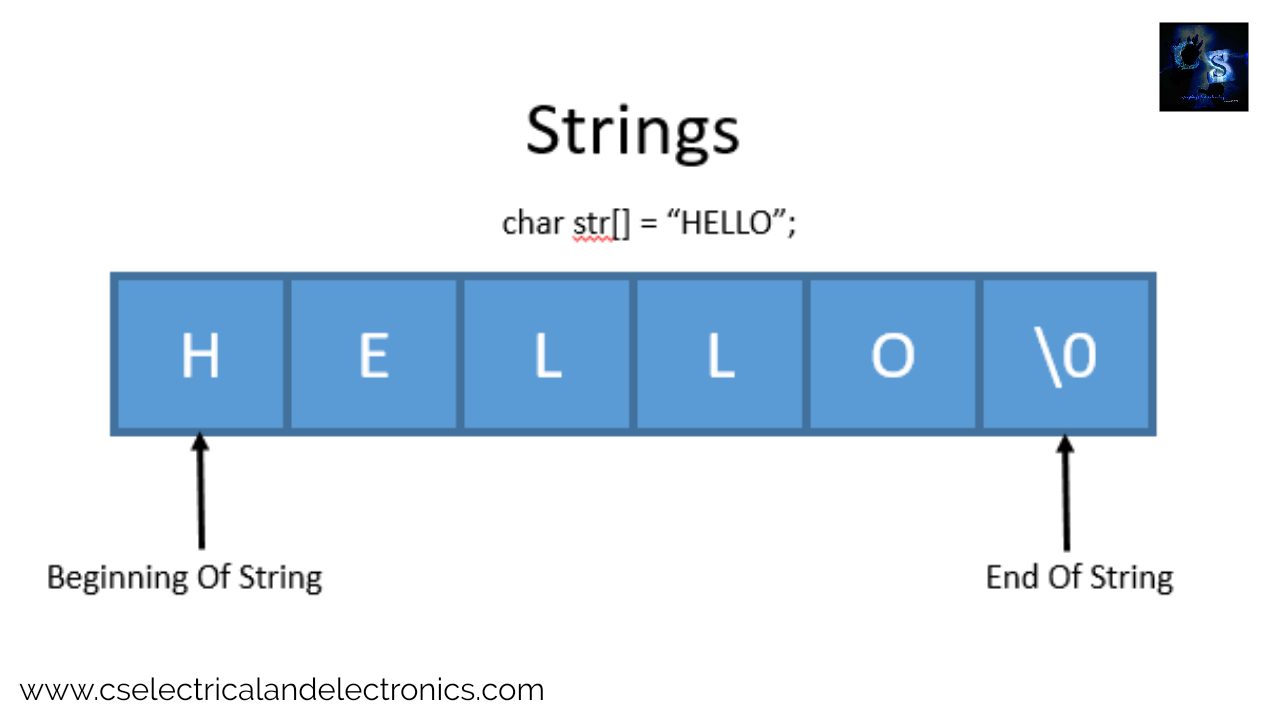 CS
Strings
char str[] = “HELLO”;
H E L L O \0
Beginning Of String End Of String
www.cselectricalandelectronics.com